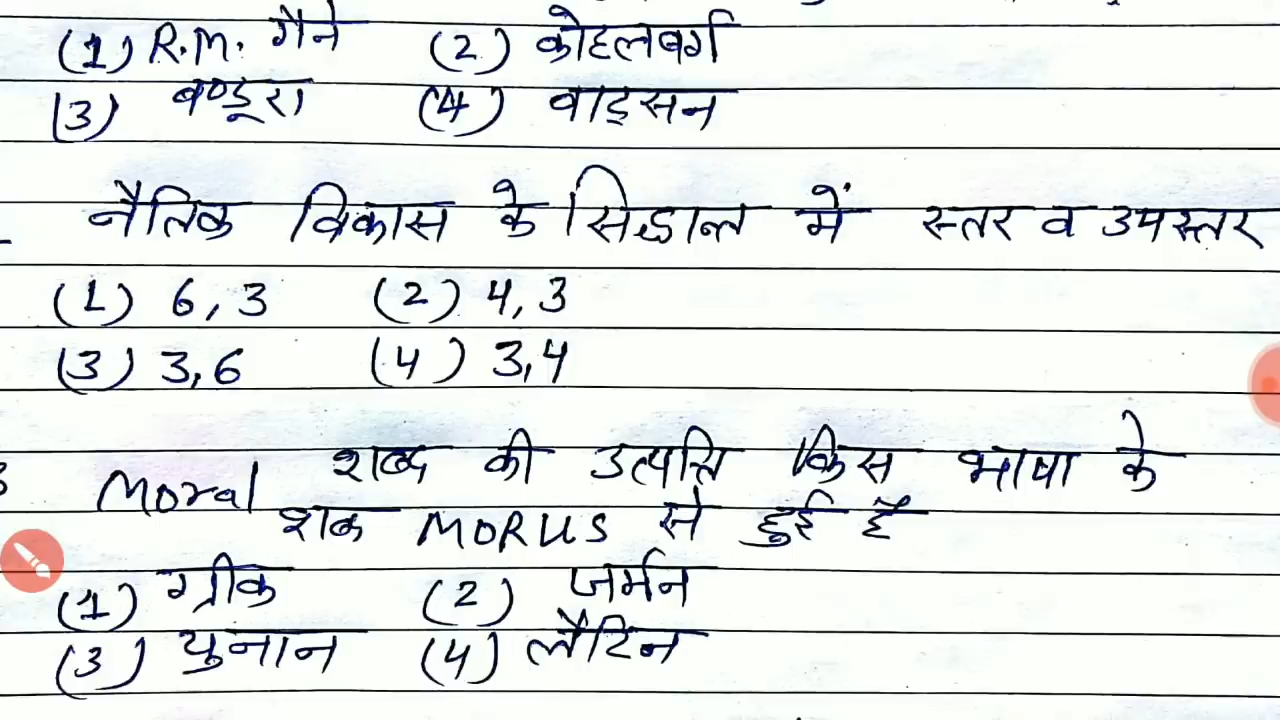 (1) R.M. गैने (2) कोहलबर्ग
(3) बण्डूरा (4) वाइसन
नैतिक विकास के सिद्धान्त में स्तर व उपस्तर
(1) 6, 3 (2) 4, 3
(3) 3, 6 (4) 3, 4
3 Moral शब्द की उत्पत्ति किस भाषा के
शब्द MORUS से हुई है
(1) ग्रीक (2) जर्मन
(3) युनान (4) लैटिन